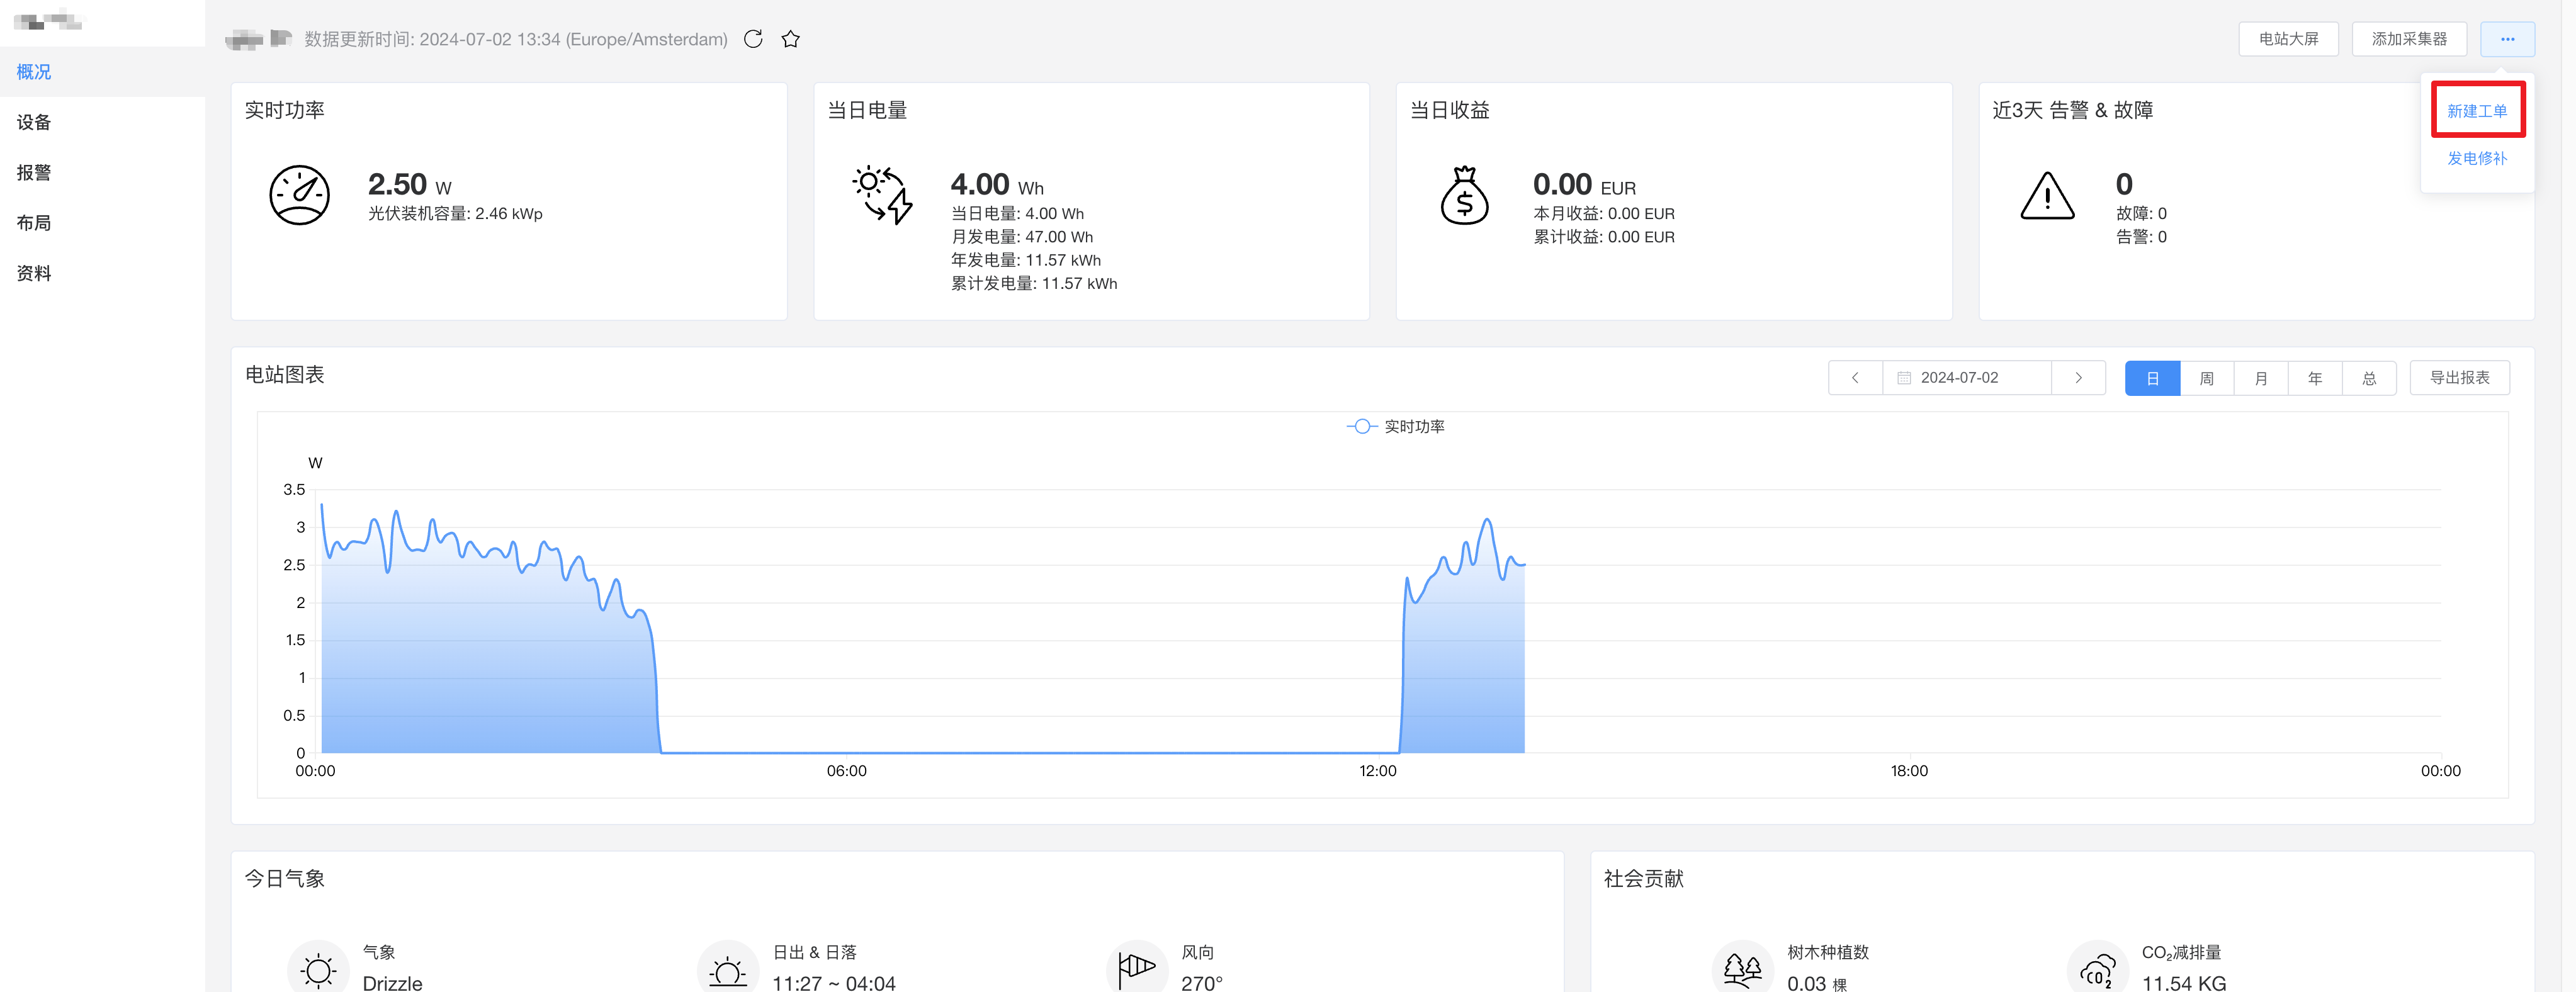 数据更新时间: 2024-07-02 13:34 (Europe/Amsterdam)
电站大屏
添加采集器
...
新建工单
发电修补
概况
设备
报警
布局
资料
实时功率
2.50 W
光伏装机容量: 2.46 kWp
当日电量
4.00 Wh
当日电量: 4.00 Wh
月发电量: 47.00 Wh
年发电量: 11.57 kWh
累计发电量: 11.57 kWh
当日收益
0.00 EUR
本月收益: 0.00 EUR
累计收益: 0.00 EUR
近3天 告警 & 故障
0
故障: 0
告警: 0
电站图表
2024-07-02
日
周
月
年
总
导出报表
实时功率
W
3.5
3
2.5
2
1.5
1
0.5
0
00:00
06:00
12:00
18:00
00:00
今日气象
气象
Drizzle
日出 & 日落
11:27 ~ 04:04
风向
270°
社会贡献
树木种植数
0.03 棵
CO₂减排量
11.54 KG